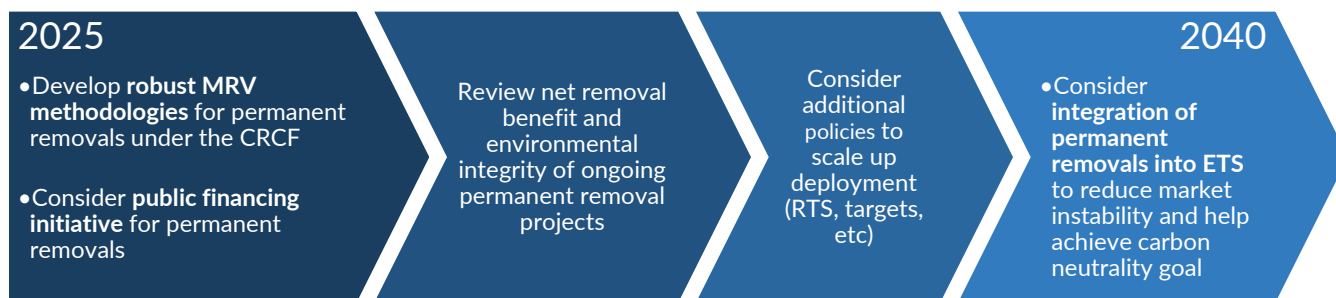 2025
•Develop robust MRV
methodologies for permanent
removals under the CRCF
•Consider public financing
initiative for permanent
removals
Review net removal
benefit and
environmental
integrity of ongoing
permanent removal
projects
Consider
additional
policies to
scale up
deployment
(RTS, targets,
etc)
2040
•Consider
integration of
permanent
removals into ETS
to reduce market
instability and help
achieve carbon
neutrality goal